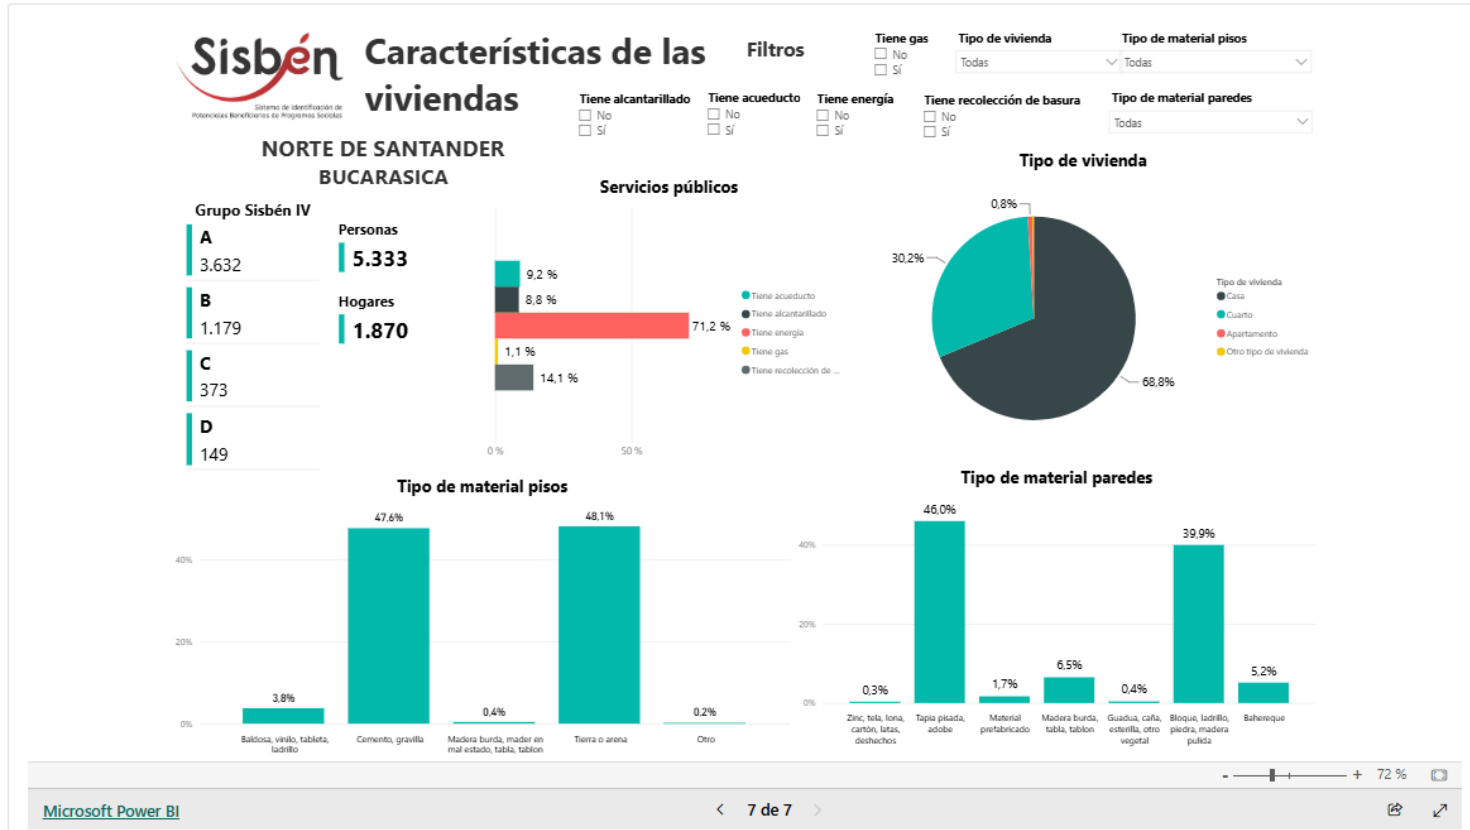 Sisbén
Sistema de Identificación de
Potenciales Beneficiarios de Programas Sociales
Características de las
viviendas
Filtros
Tiene gas
No
Sí
Tipo de vivienda
Todas
Tipo de material pisos
Todas
Tiene alcantarillado
No
Sí
Tiene acueducto
No
Sí
Tiene energía
No
Sí
Tiene recolección de basura
No
Sí
Tipo de material paredes
Todas
NORTE DE SANTANDER
BUCARASICA
Grupo Sisbén IV
A
3.632
B
1.179
C
373
D
149
Personas
5.333
Hogares
1.870
Servicios públicos
9,2 %
8,8 %
71,2 %
1,1 %
14,1 %
0 %
50 %
Tiene acueducto
Tiene alcantarillado
Tiene energía
Tiene gas
Tiene recolección de ...
Tipo de vivienda
0,8%
30,2%
68,8%
Tipo de vivienda
Casa
Cuarto
Apartamento
Otro tipo de vivienda
Tipo de material pisos
40%
20%
0%
3,8%
47,6%
0,4%
48,1%
0,2%
Baldosa, vinilo, tableta,
ladrillo
Cemento, gravilla
Madera burda, mader en
mal estado, tabla, tablon
Tierra o arena
Otro
Tipo de material paredes
40%
20%
0%
0,3%
46,0%
1,7%
6,5%
0,4%
39,9%
5,2%
Zinc, tela, lona,
cartón, latas,
deshechos
Tapia pisada,
adobe
Material
prefabricado
Madera burda,
tabla, tablon
Guadua, caña,
esterilla, otro
vegetal
Bloque, ladrillo,
piedra, madera
pulida
Bahereque
- + 72 %
Microsoft Power BI
7 de 7